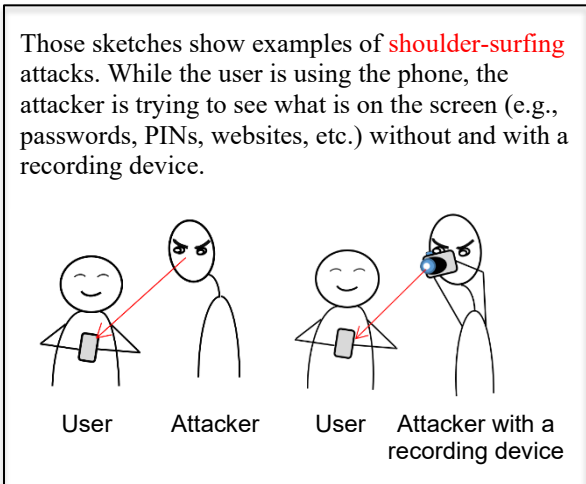 Those sketches show examples of shoulder-surfing
attacks. While the user is using the phone, the
attacker is trying to see what is on the screen (e.g.,
passwords, PINs, websites, etc.) without and with a
recording device.
User Attacker User Attacker with a
recording device